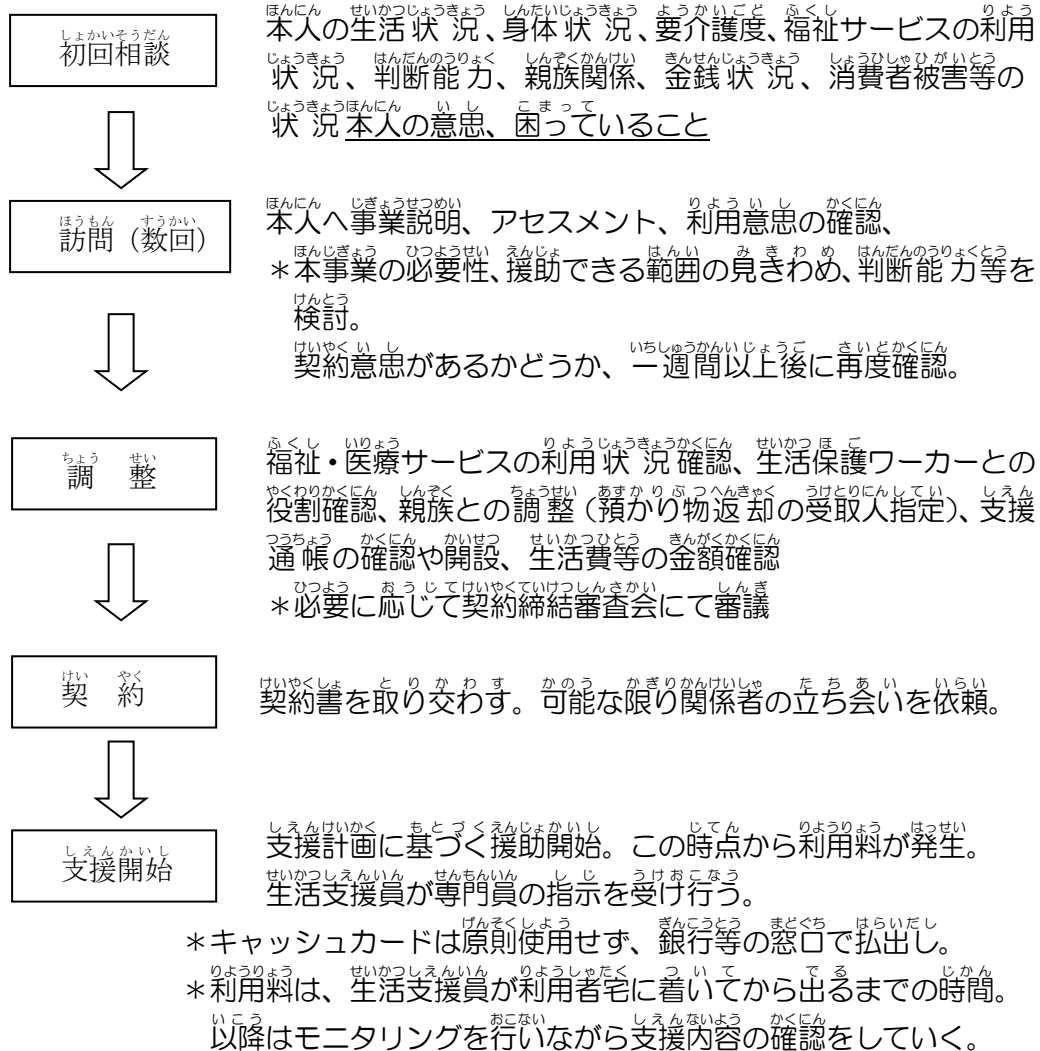 初回相談
本人の生活状況、身体状況、要介護度、福祉サービスの利用
状況、判断能力、親族関係、金銭状況、消費者被害等の
状況本人の意思、困っていること
訪問（数回）
本人へ事業説明、アセスメント、利用意思の確認、
＊本事業の必要性、援助できる範囲の見きわめ、判断能力等を
検討。
契約意思があるかどうか、一週間以上後に再度確認。
調　整
福祉・医療サービスの利用状況確認、生活保護ワーカーとの
役割確認、親族との調整（預かり物返却の受取人指定）、支援
通帳の確認や開設、生活費等の金額確認
＊必要に応じて契約締結審査会にて審議
契　約
契約書を取り交わす。可能な限り関係者の立ち会いを依頼。
支援開始
支援計画に基づく援助開始。この時点から利用料が発生。
生活支援員が専門員の指示を受け行う。
＊キャッシュカードは原則使用せず、銀行等の窓口で払出し。
＊利用料は、生活支援員が利用者宅に着いてから出るまでの時間。
以降はモニタリングを行いながら支援内容の確認をしていく。